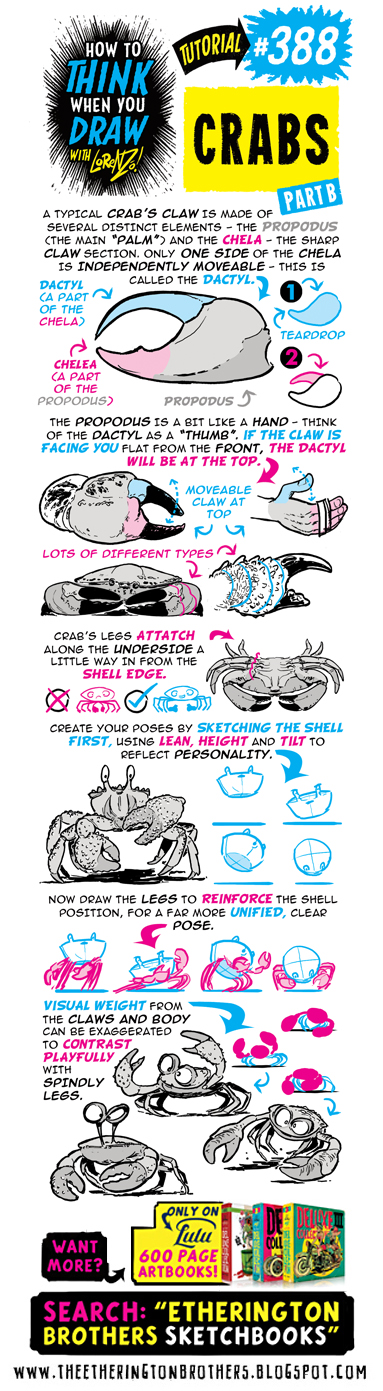 HOW TO
THINK
WHEN YOU
DRAW
WITH LORENZO!
TUTORIAL
#388
CRABS
PART B
A TYPICAL CRAB'S CLAW IS MADE OF
SEVERAL DISTINCT ELEMENTS - THE PROPODUS
(THE MAIN "PALM") AND THE CHELA - THE SHARP
CLAW SECTION. ONLY ONE SIDE OF THE CHELA
IS INDEPENDENTLY MOVEABLE - THIS IS
CALLED THE DACTYL.
DACTYL
(A PART
OF THE
CHELA)
1
TEARDROP
2
CHELEA
(A PART
OF THE
PROPODUS)
PROPODUS
THE PROPODUS IS A BIT LIKE A HAND - THINK
OF THE DACTYL AS A "THUMB". IF THE CLAW IS
FACING YOU FLAT FROM THE FRONT, THE DACTYL
WILL BE AT THE TOP.
MOVEABLE
CLAW AT
TOP
LOTS OF DIFFERENT TYPES
CRAB'S LEGS ATTATCH
ALONG THE UNDERSIDE A
LITTLE WAY IN FROM THE
SHELL EDGE.
CREATE YOUR POSES BY SKETCHING THE SHELL
FIRST, USING LEAN, HEIGHT AND TILT TO
REFLECT PERSONALITY.
NOW DRAW THE LEGS TO REINFORCE THE SHELL
POSITION, FOR A FAR MORE UNIFIED, CLEAR
POSE.
VISUAL WEIGHT FROM
THE CLAWS AND BODY
CAN BE EXAGGERATED
TO CONTRAST
PLAYFULLY
WITH
SPINDLY
LEGS.
WANT
MORE?
ONLY ON
Lulu
600 PAGE
ARTBOOKS!
SEARCH: "ETHERINGTON
BROTHERS SKETCHBOOKS"
WWW.THEETHERINGTONBROTHERS.BLOGSPOT.COM